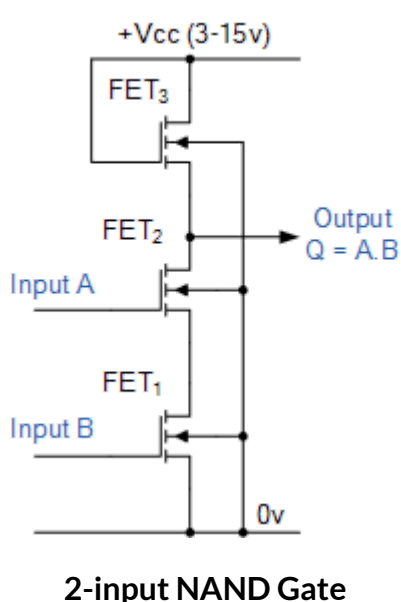 +Vcc (3-15v)
FET₃
FET₂
Output
Q = A.B
Input A
FET₁
Input B
0v
2-input NAND Gate